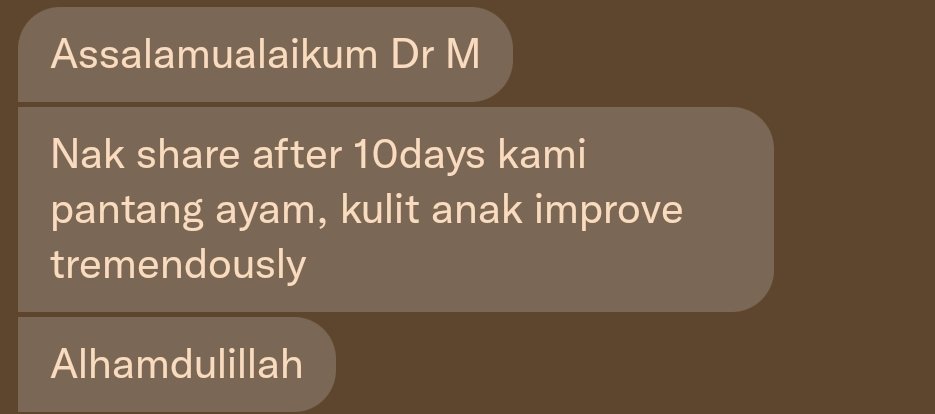 Assalamualaikum Dr M
Nak share after 10days kami
pantang ayam, kulit anak improve
tremendously
Alhamdulillah